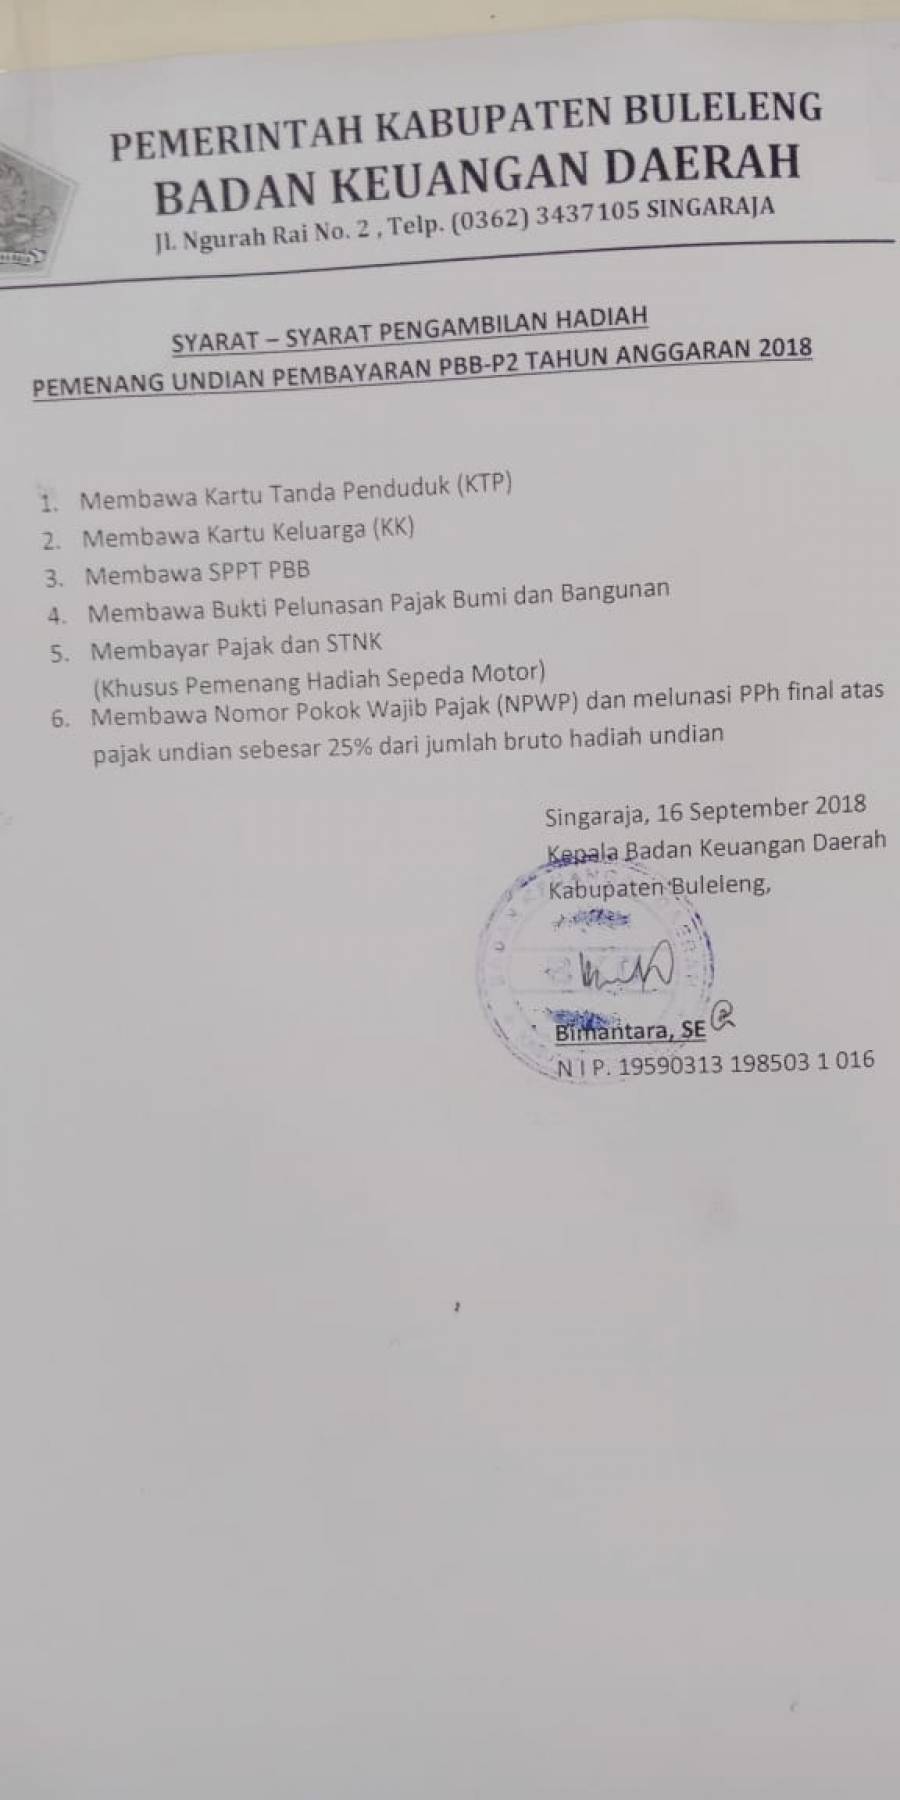 PEMERINTAH KABUPATEN BULELENG
BADAN KEUANGAN DAERAH
Jl. Ngurah Rai No. 2 , Telp. (0362) 3437105 SINGARAJA
SYARAT – SYARAT PENGAMBILAN HADIAH
PEMENANG UNDIAN PEMBAYARAN PBB-P2 TAHUN ANGGARAN 2018
1. Membawa Kartu Tanda Penduduk (KTP)
2. Membawa Kartu Keluarga (KK)
3. Membawa SPPT PBB
4. Membawa Bukti Pelunasan Pajak Bumi dan Bangunan
5. Membayar Pajak dan STNK
(Khusus Pemenang Hadiah Sepeda Motor)
6. Membawa Nomor Pokok Wajib Pajak (NPWP) dan melunasi PPh final atas
pajak undian sebesar 25% dari jumlah bruto hadiah undian
Singaraja, 16 September 2018
Kepala Badan Keuangan Daerah
Kabupaten Buleleng,
Bimantara, SE
N I P. 19590313 198503 1 016